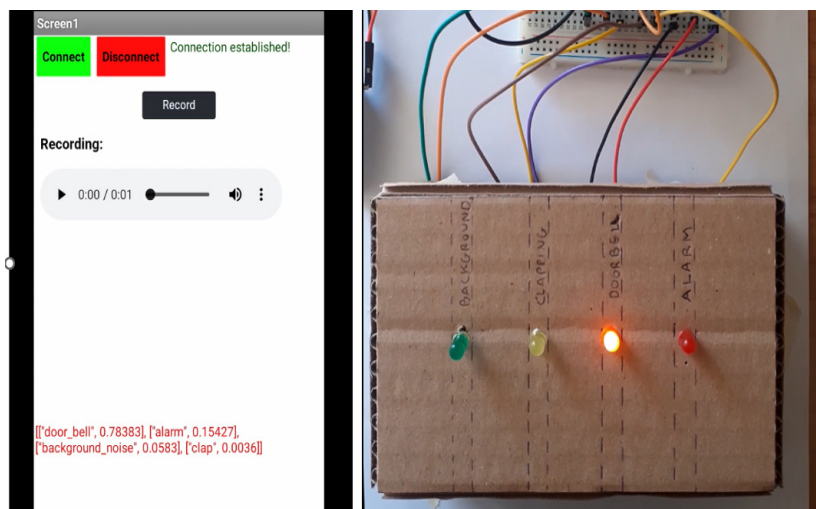 Screen1
Connect Disconnect Connection established!
Record
Recording:
0:00 / 0:01
[["door_bell", 0.78383], ["alarm", 0.15427],
["background_noise", 0.0583], ["clap", 0.0036]]
BACKGROUND
CLAPPING
DOORBELL
ALARM